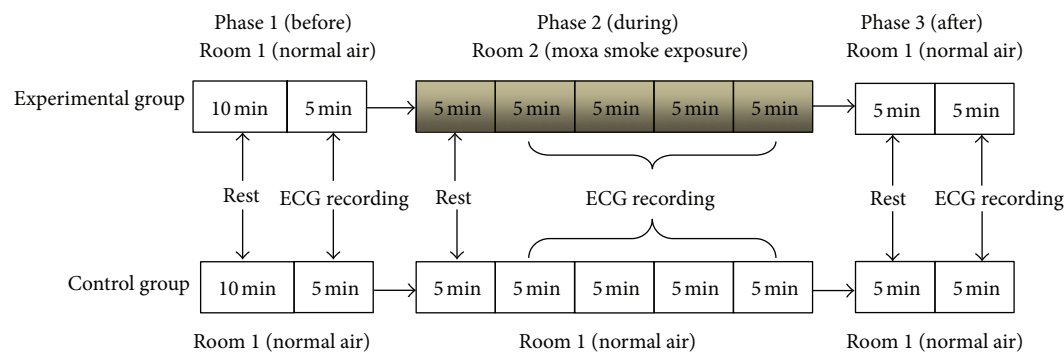 Phase 1 (before)
Room 1 (normal air)
Phase 2 (during)
Room 2 (moxa smoke exposure)
Phase 3 (after)
Room 1 (normal air)
Experimental group
10 min
5 min
5 min
5 min
5 min
5 min
5 min
5 min
5 min
Rest
ECG recording
Rest
ECG recording
Rest
ECG recording
Control group
10 min
5 min
5 min
5 min
5 min
5 min
5 min
5 min
5 min
Room 1 (normal air)
Room 1 (normal air)
Room 1 (normal air)